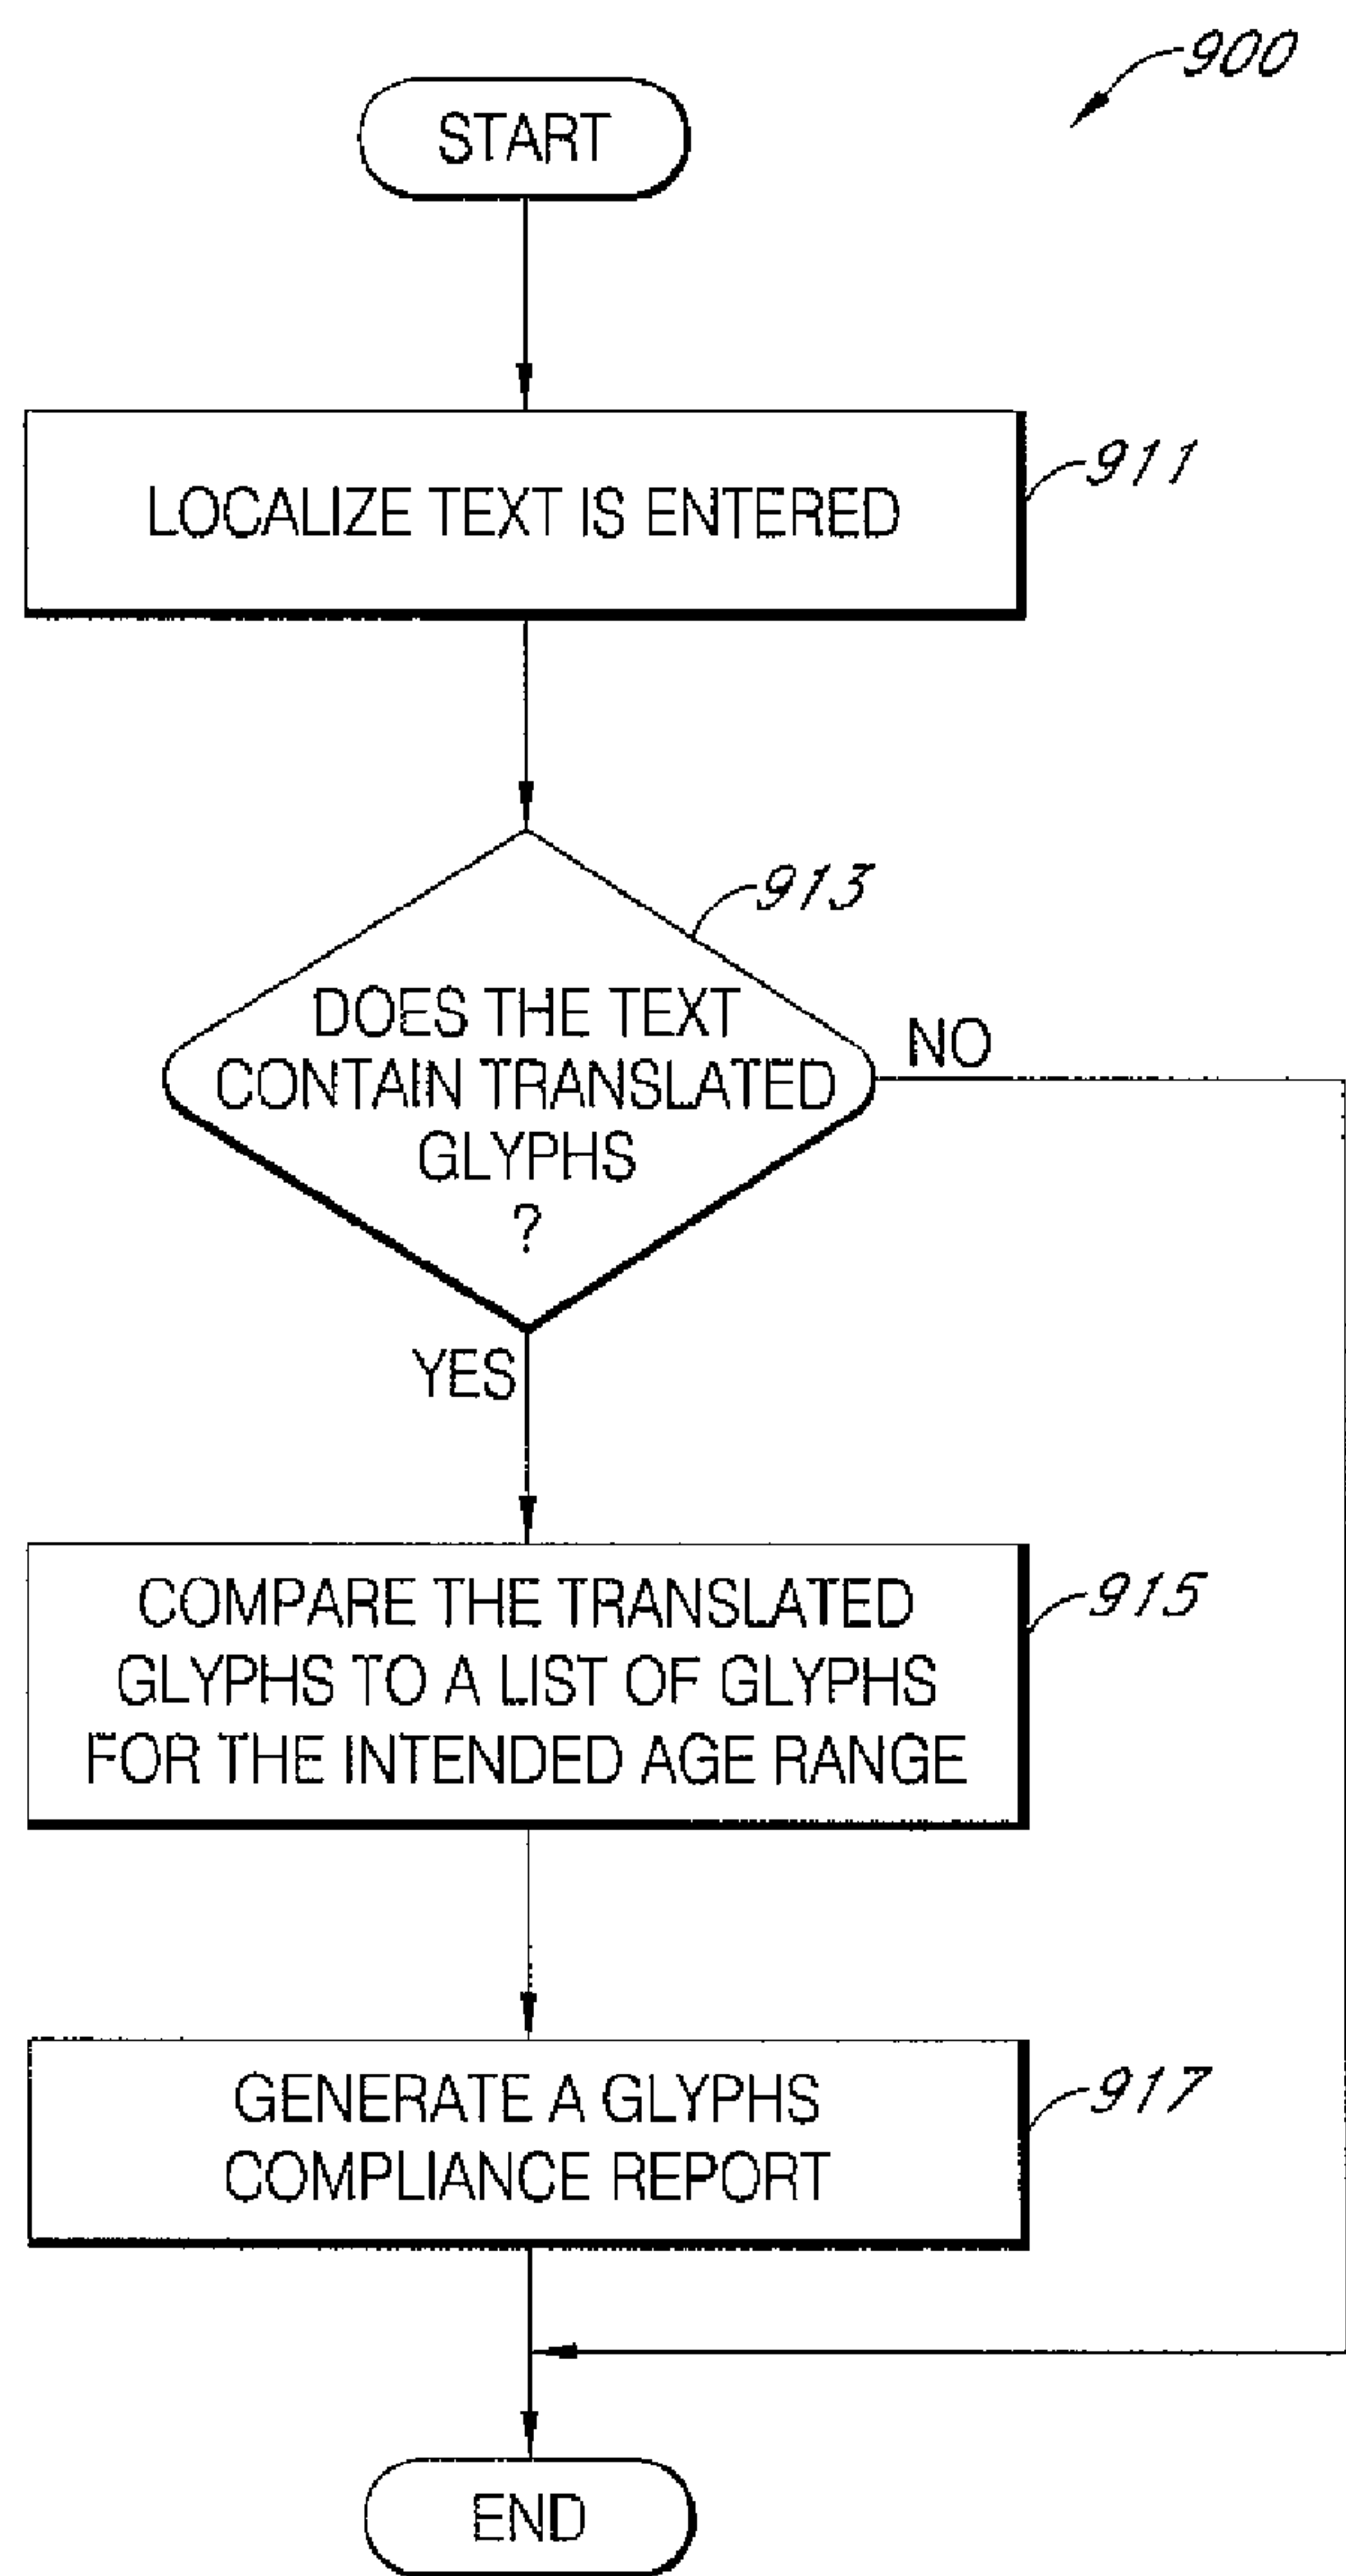 900
START
LOCALIZE TEXT IS ENTERED
911
913
DOES THE TEXT
CONTAIN TRANSLATED
GLYPHS
?
NO
YES
COMPARE THE TRANSLATED
GLYPHS TO A LIST OF GLYPHS
FOR THE INTENDED AGE RANGE
915
GENERATE A GLYPHS
COMPLIANCE REPORT
917
END